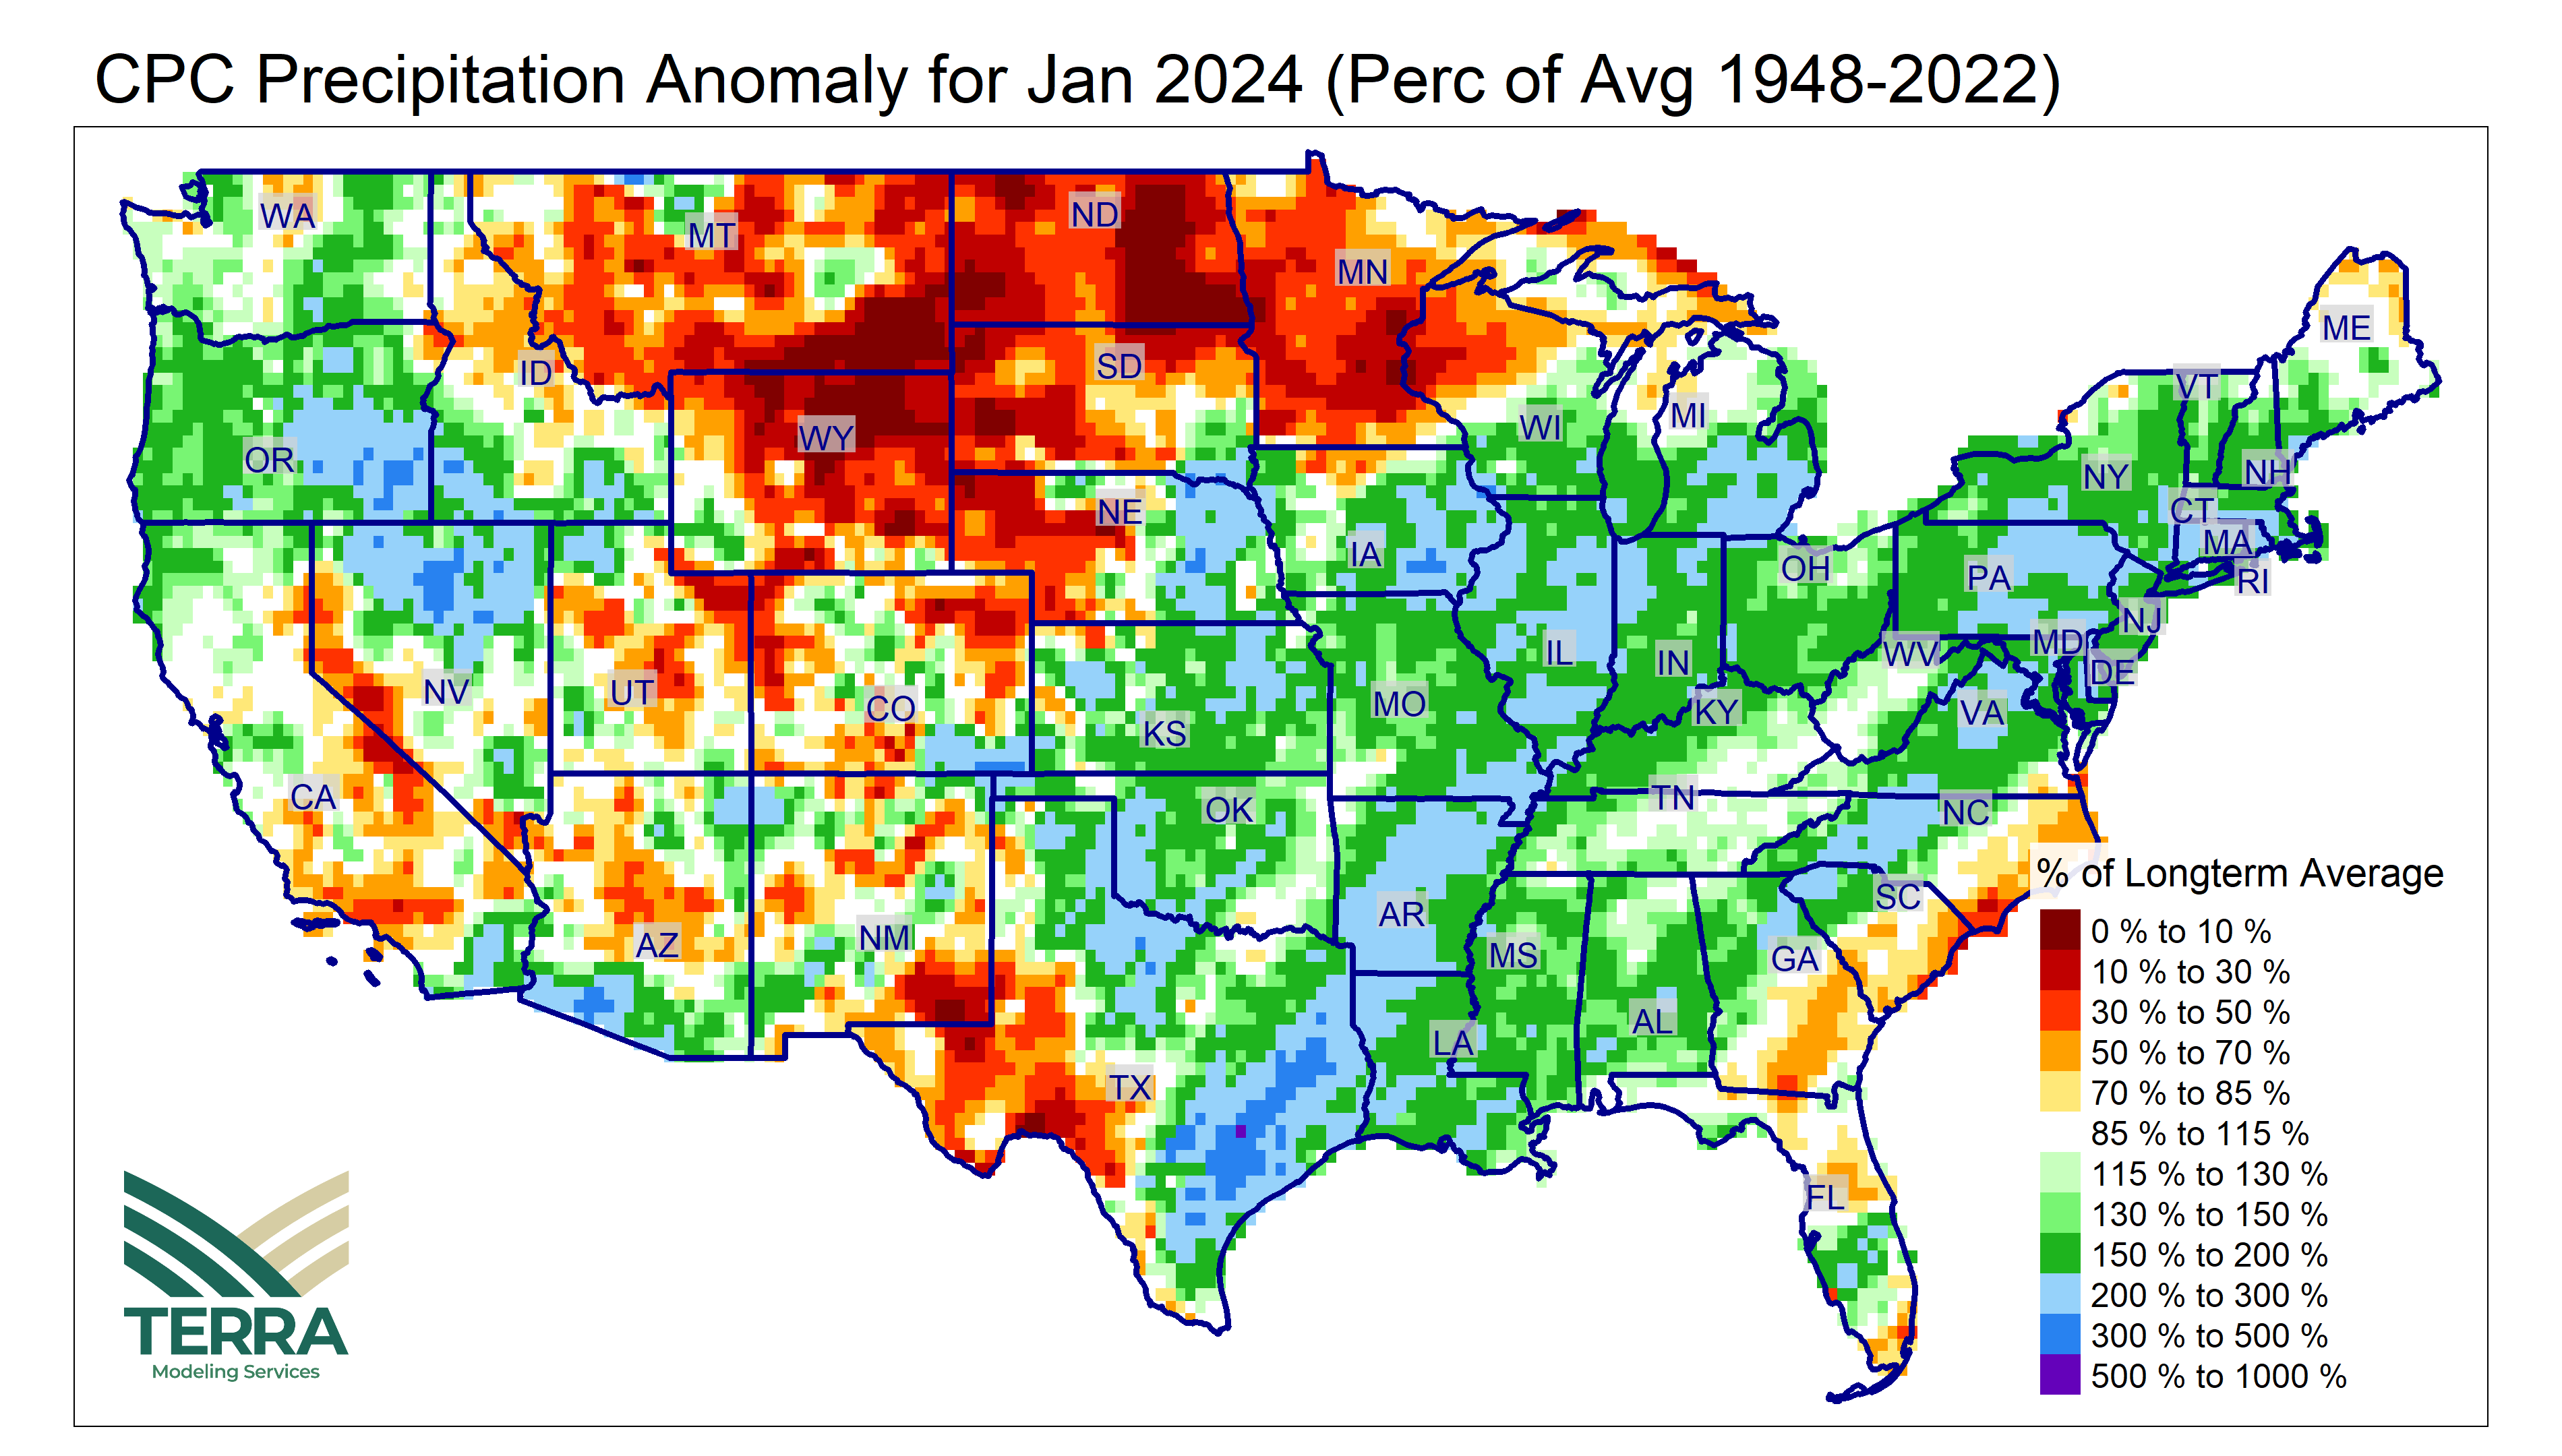 CPC Precipitation Anomaly for Jan 2024 (Perc of Avg 1948-2022)
WA
MT
ND
MN
ME
ID
SD
VT
WY
WI
MI
OR
NY
NH
NE
CT
IA
OH
PA
MA
RI
NJ
NV
UT
CO
KS
MO
IL
IN
KY
WV
MD
DE
VA
CA
OK
TN
NC
AZ
NM
AR
MS
SC
GA
TX
LA
AL
FL
% of Longterm Average
0 % to 10 %
10 % to 30 %
30 % to 50 %
50 % to 70 %
70 % to 85 %
85 % to 115 %
115 % to 130 %
130 % to 150 %
150 % to 200 %
200 % to 300 %
300 % to 500 %
500 % to 1000 %
TERRA
Modeling Services